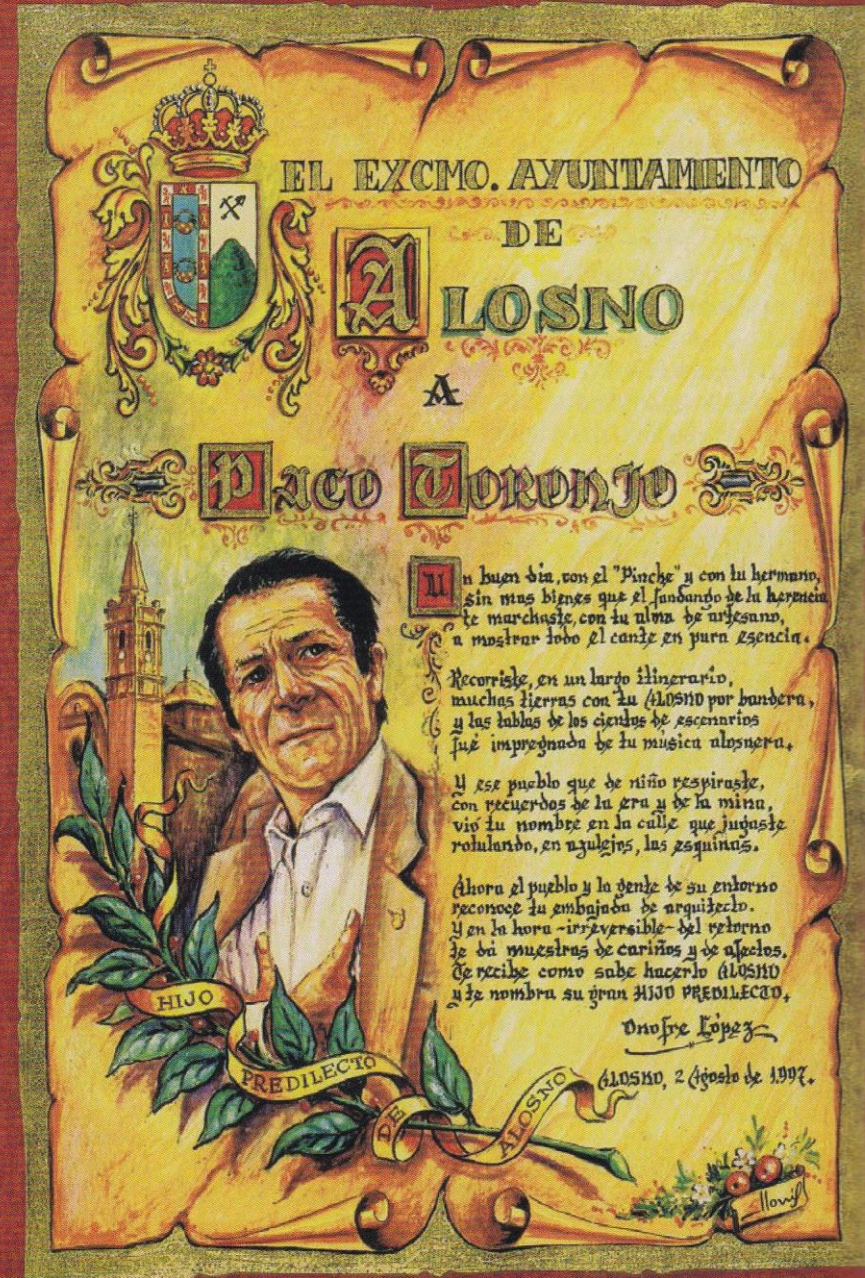 EL EXCMO. AYUNTAMIENTO
DE
ALOSNO
A
PACO TORONJO
Un buen día, con el "Pinche" y con tu hermano,
sin mas bienes que el fandango de la herencia
te marchaste, con tu alma de artesano,
a mostrar todo el cante en pura esencia.
Recorriste, en un largo itinerario,
muchas tierras con tu ALOSNO por bandera,
y las tablas de los cientos de escenarios
fué impregnada de tu música alosnera.
Y ese pueblo que de niño respiraste,
con recuerdos de la era y de la mina,
vió tu nombre en la calle que jugaste
rotulando, en azulejos, las esquinas.
Ahora el pueblo y la gente de su entorno
reconoce tu embajada de arquitecto.
Y en la hora -irreversible- del retorno
te dá muestras de cariños y de afectos.
Te recibe como sabe hacerlo ALOSNO
y te nombra su gran HIJO PREDILECTO.
Onofre López
ALOSNO, 2 Agosto de 1.997.
HIJO
PREDILECTO
DE
ALOSNO